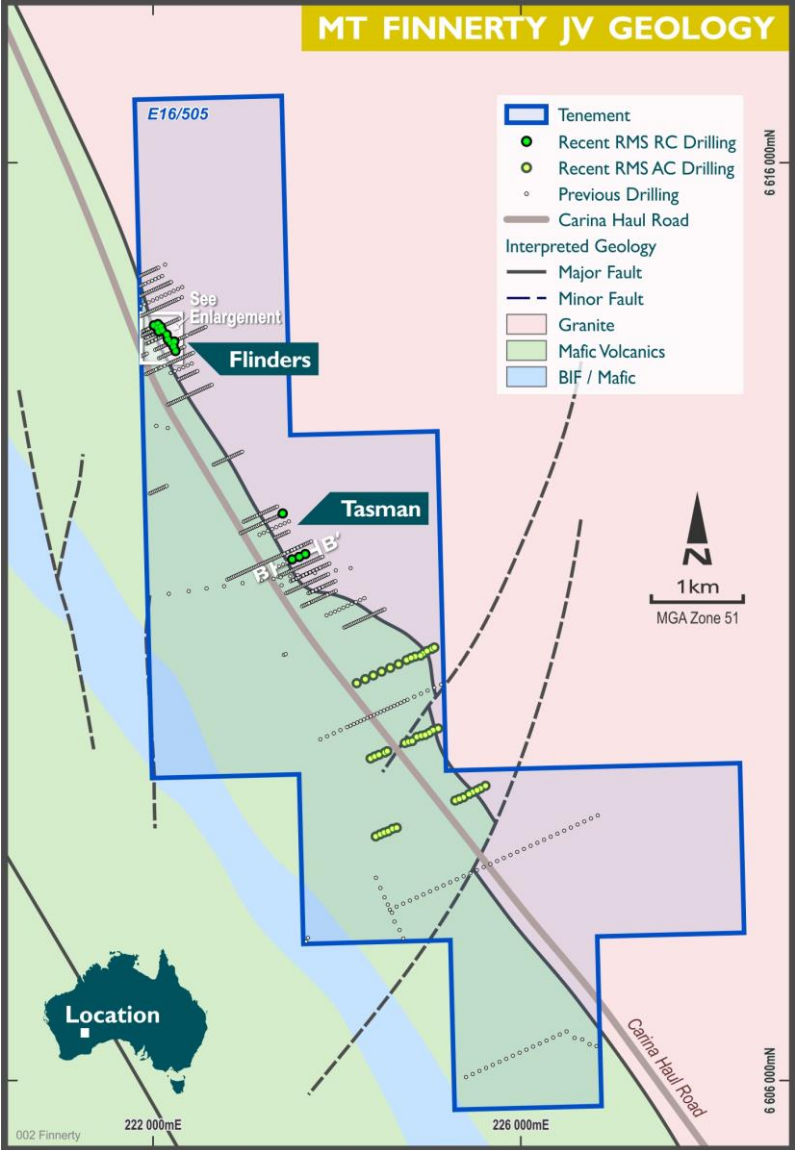 MT FINNERTY JV GEOLOGY
E16/505
Tenement
Recent RMS RC Drilling
Recent RMS AC Drilling
Previous Drilling
Carina Haul Road
Interpreted Geology
Major Fault
Minor Fault
Granite
Mafic Volcanics
BIF / Mafic
6 616 000mN
See
Enlargement
Flinders
Tasman
B
B'
N
1km
MGA Zone 51
Location
Carina Haul Road
6 606 000mN
222 000mE
226 000mE
002 Finnerty